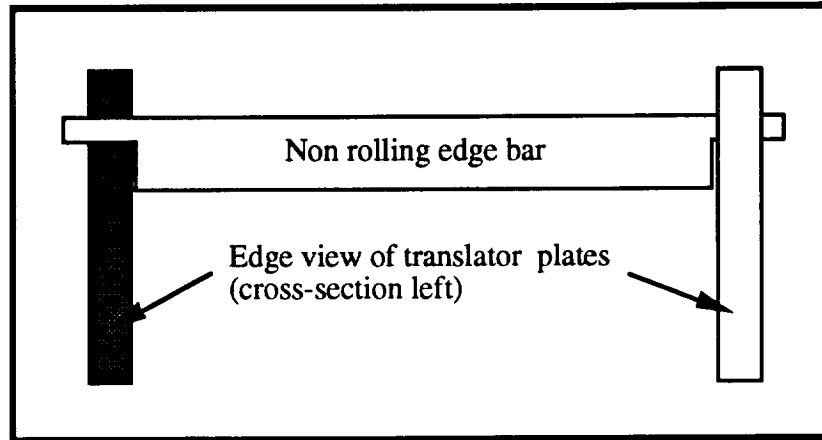 Non rolling edge bar
Edge view of translator plates
(cross-section left)